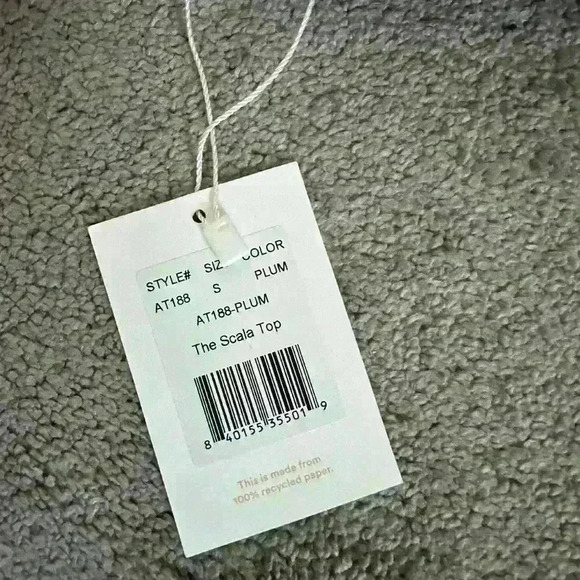 STYLE# SIZ COLOR
AT188 S PLUM
AT188-PLUM
The Scala Top
8 40155 35501 9
This is made from
100% recycled paper.